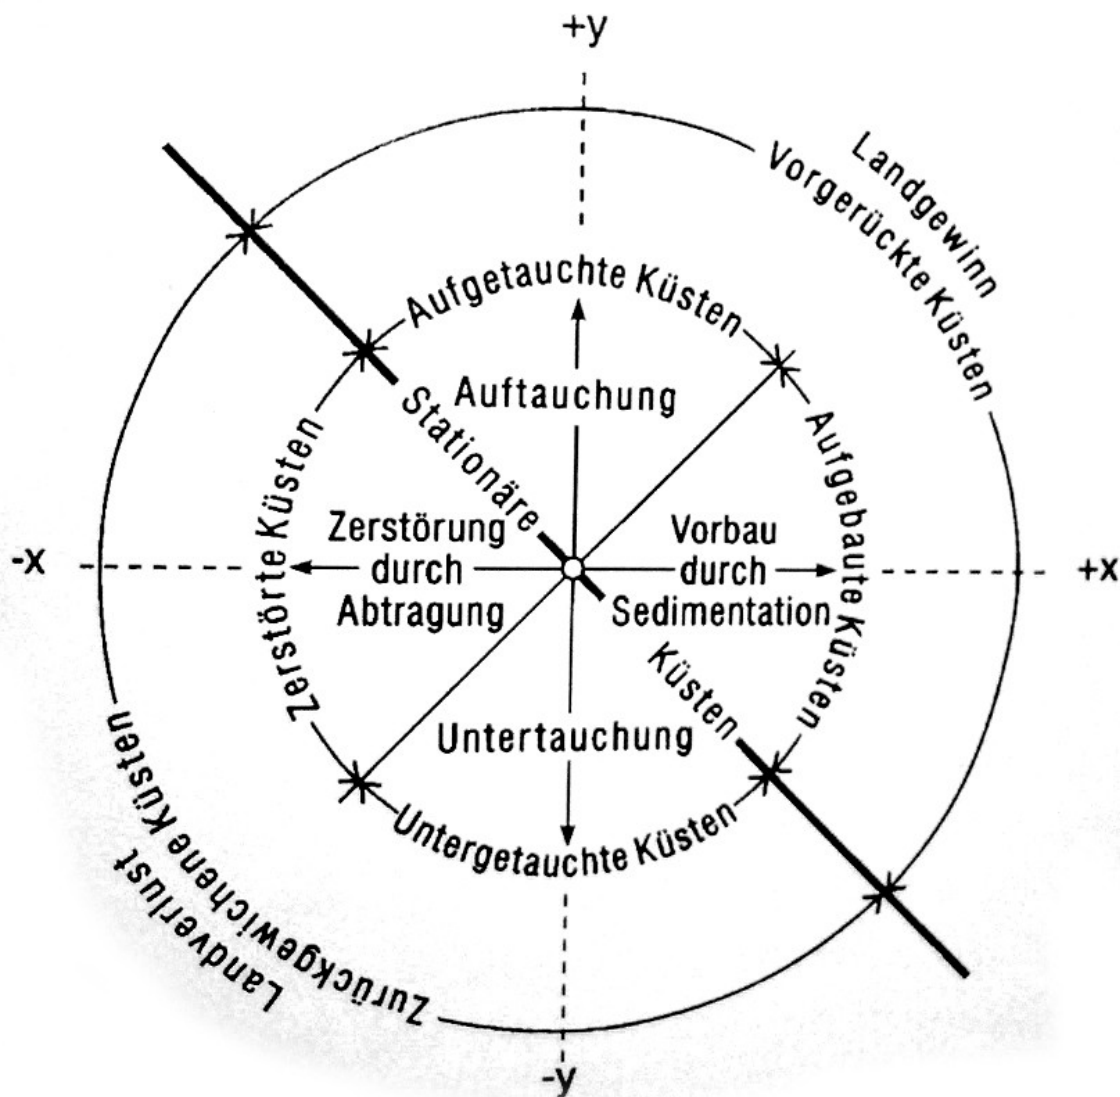 +y
Landgewinn
Vorgerückte Küsten
Aufgetauchte Küsten
Auftauchung
Stationäre
Aufgebaute Küsten
Zerstörte Küsten
Zerstörung
durch
Abtragung
Vorbau
durch
Sedimentation
-x
+x
Küsten
Untertauchung
Untergetauchte Küsten
Zurückgewichene Küsten
Landverlust
-y